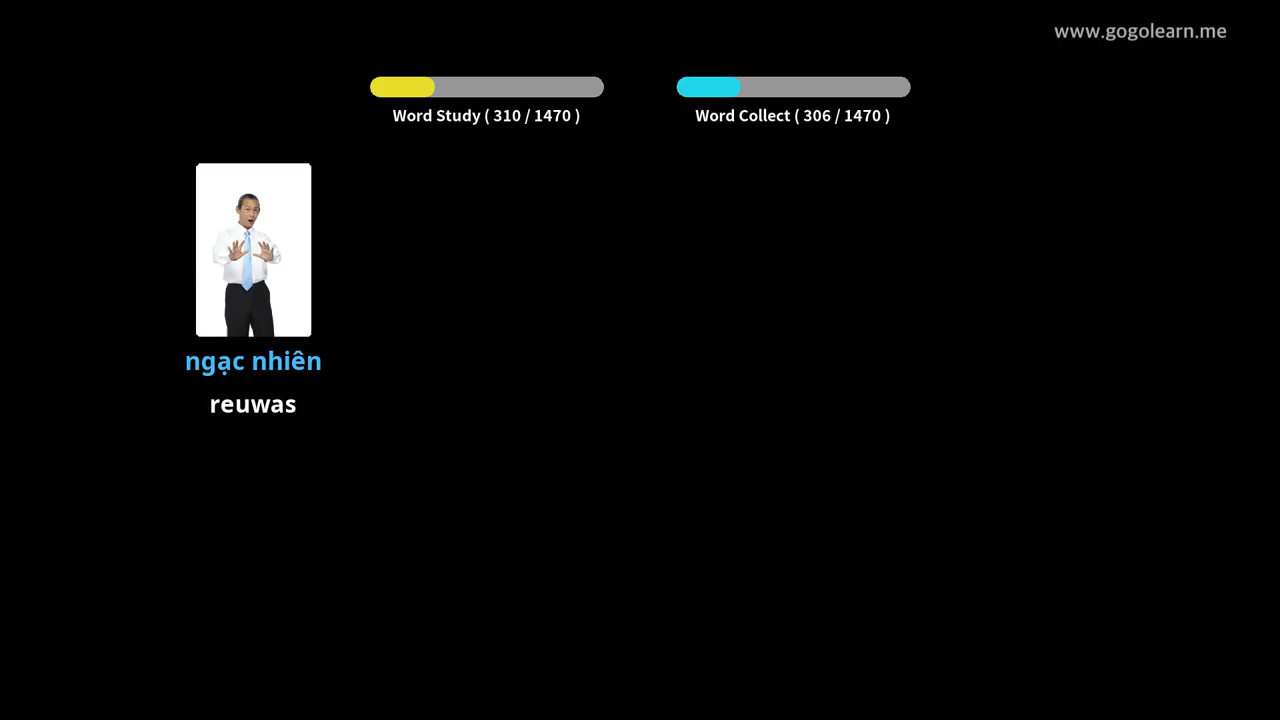 www.gogolearn.me
Word Study ( 310 / 1470 )
Word Collect ( 306 / 1470 )
ngạc nhiên
reuwas